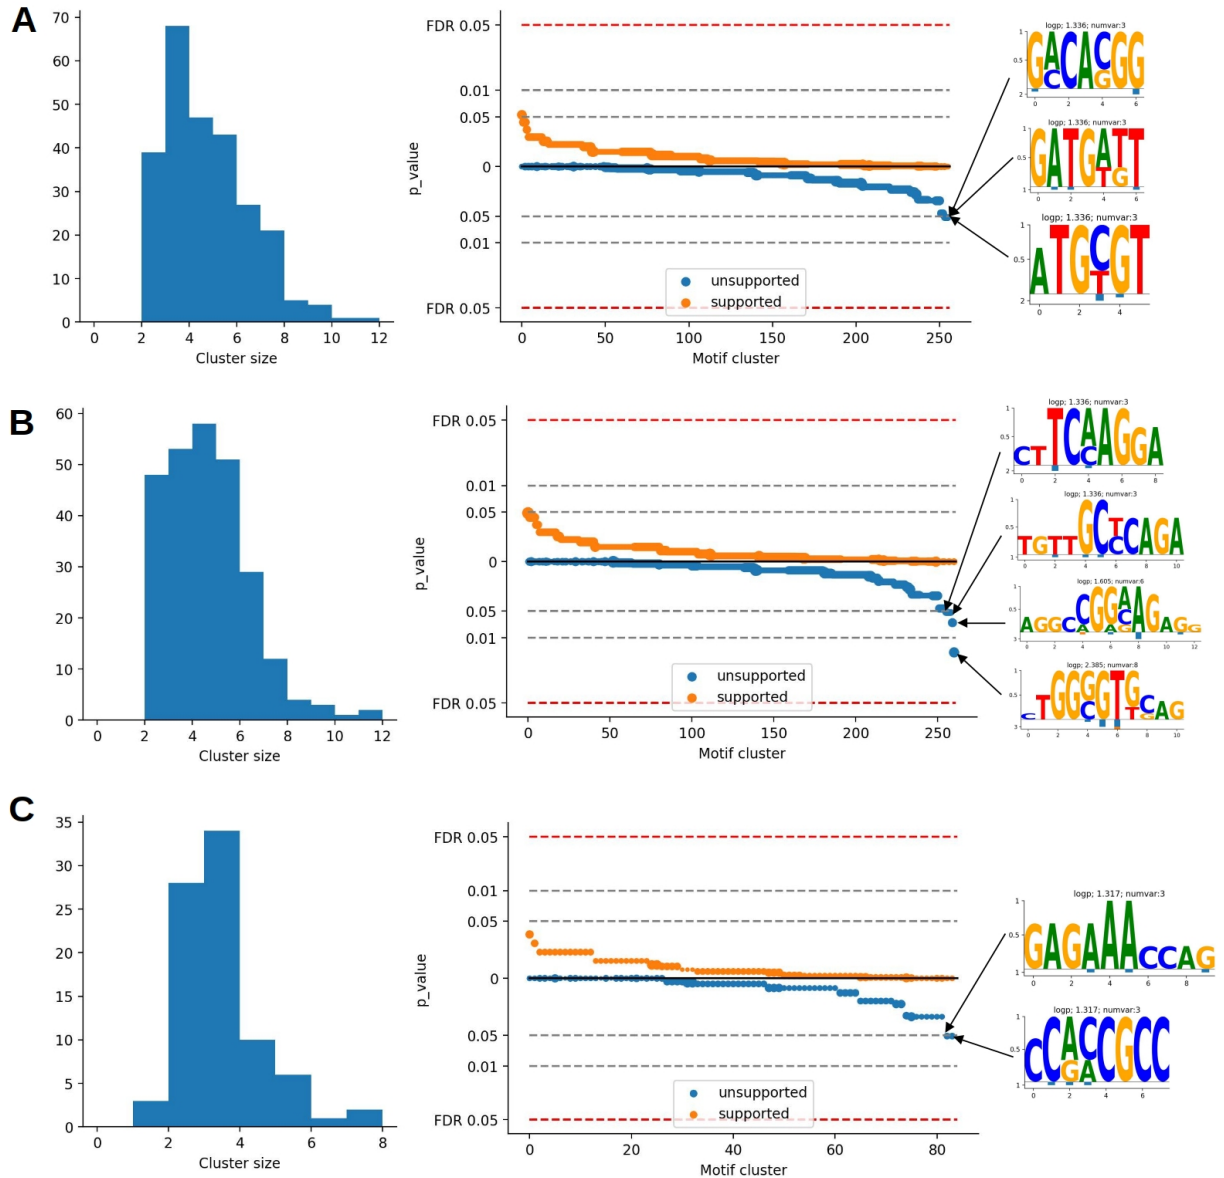 A
70
60
50
40
30
20
10
0
0 2 4 6 8 10 12
Cluster size
p_value
FDR 0.05
0.01
0.05
0
0.05
0.01
FDR 0.05
unsupported
supported
0 50 100 150 200 250
Motif cluster
logp; 1.336; numvar:3
logp; 1.336; numvar:3
logp; 1.336; numvar:3
B
60
50
40
30
20
10
0
0 2 4 6 8 10 12
Cluster size
p_value
FDR 0.05
0.01
0.05
0
0.05
0.01
FDR 0.05
unsupported
supported
0 50 100 150 200 250
Motif cluster
logp; 1.336; numvar:3
logp; 1.336; numvar:3
logp; 1.605; numvar:6
logp; 2.385; numvar:8
C
35
30
25
20
15
10
5
0
0 2 4 6 8
Cluster size
p_value
FDR 0.05
0.01
0.05
0
0.05
0.01
FDR 0.05
unsupported
supported
0 20 40 60 80
Motif cluster
logp; 1.317; numvar:3
GAGAAACCAG
logp; 1.317; numvar:3